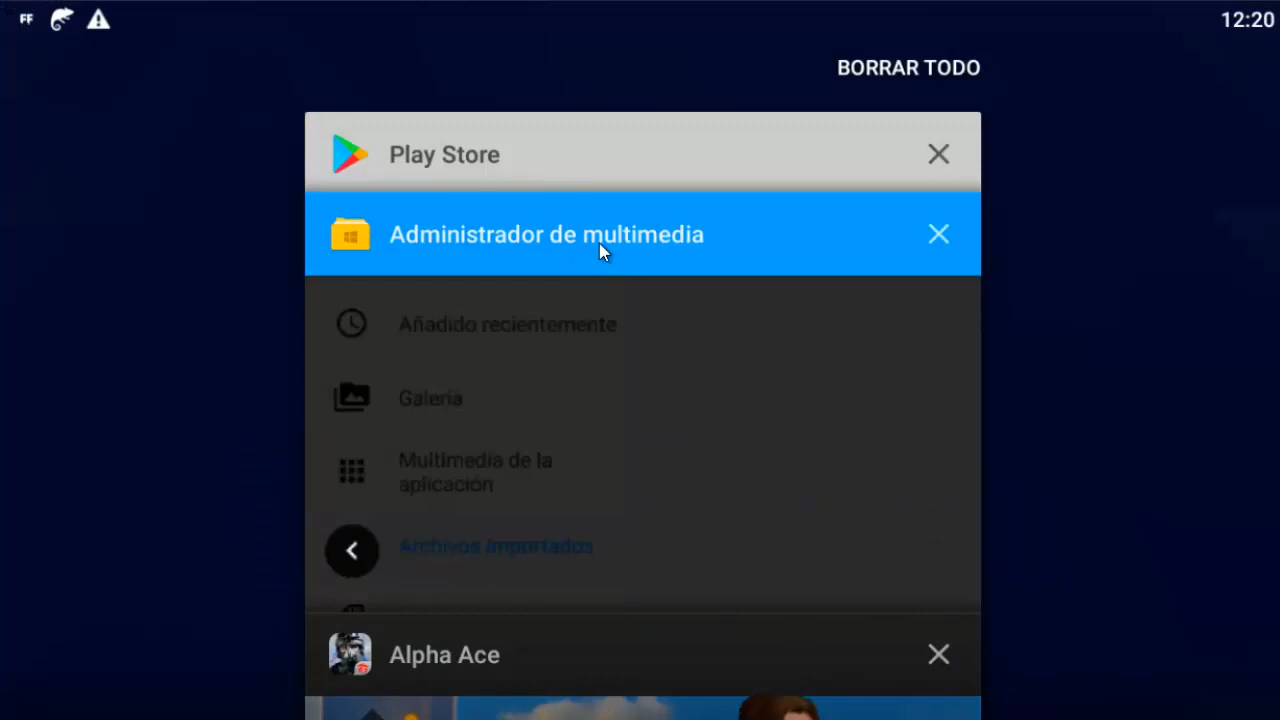 FF
12:20
BORRAR TODO
Play Store
Administrador de multimedia
Añadido recientemente
Galería
Multimedia de la
aplicación
Archivos importados
Alpha Ace